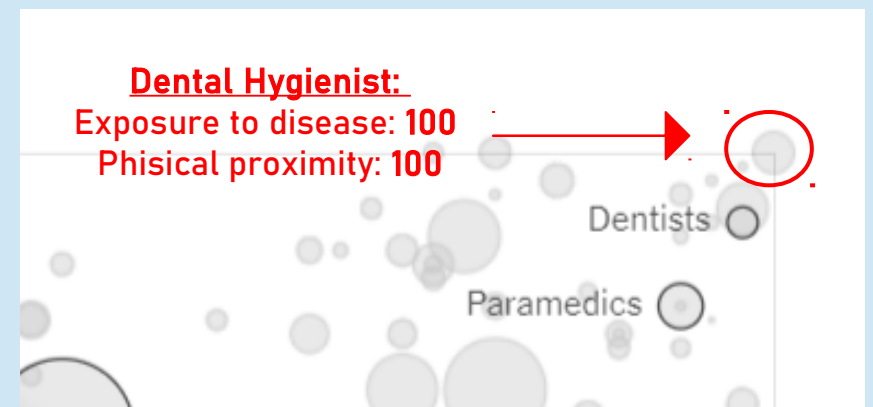 Dental Hygienist:
Exposure to disease: 100
Phisical proximity: 100
Dentists
Paramedics